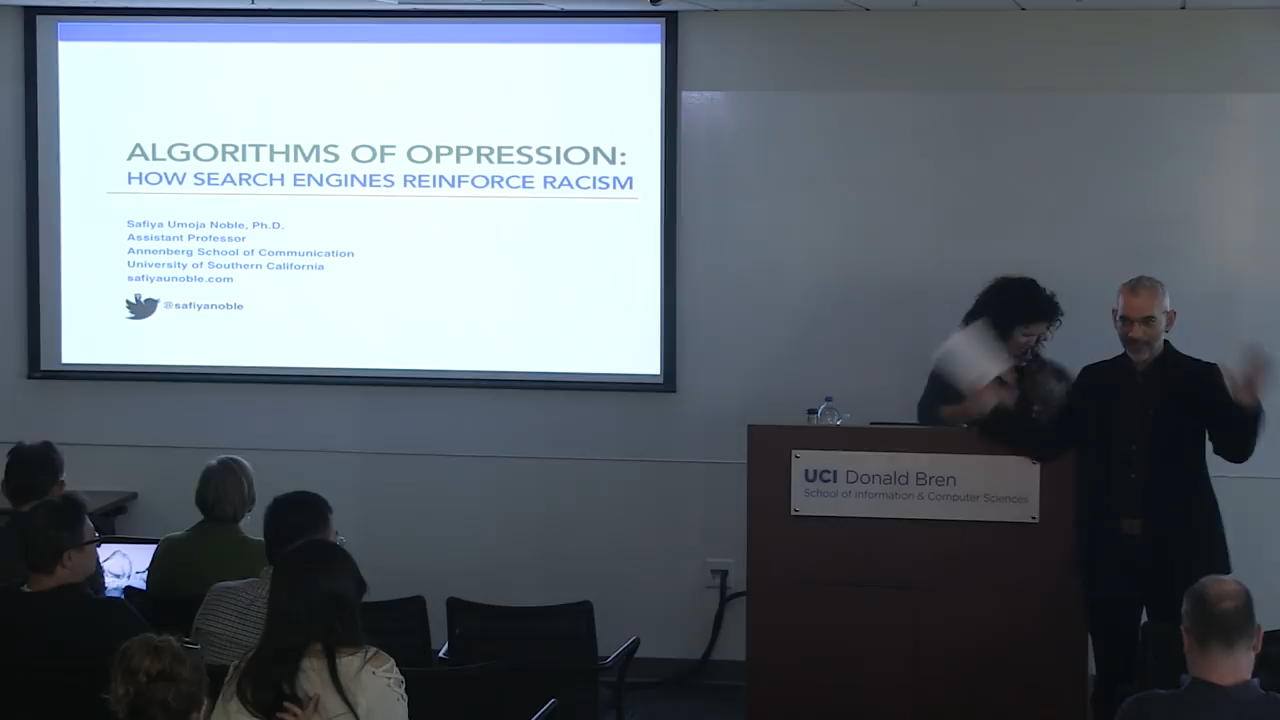 ALGORITHMS OF OPPRESSION:
HOW SEARCH ENGINES REINFORCE RACISM
Safiya Umoja Noble, Ph.D.
Assistant Professor
Annenberg School of Communication
University of Southern California
safiyaunoble.com
@safiyanoble
UCI Donald Bren
School of Information & Computer Sciences